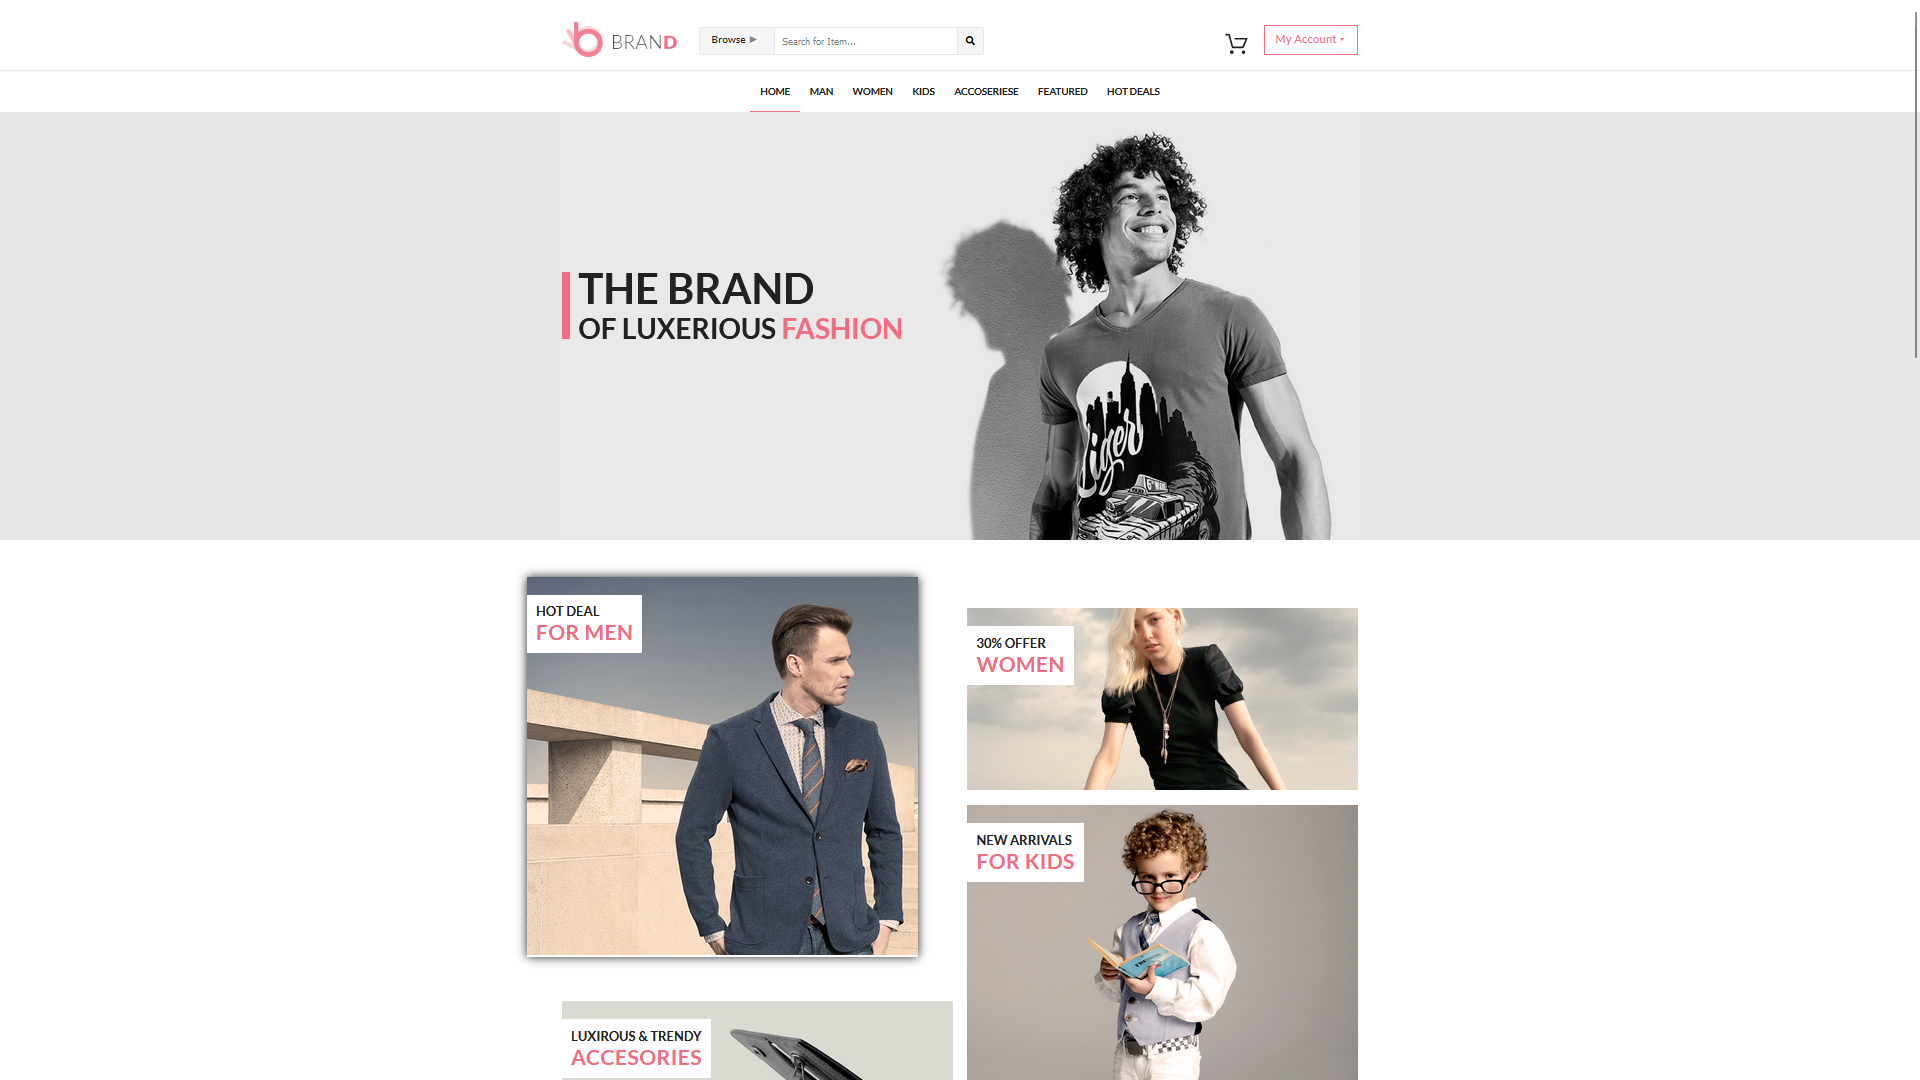 BRAND
Browse
Search for Item...
My Account
HOME MAN WOMEN KIDS ACCOSERIESE FEATURED HOT DEALS
THE BRAND
OF LUXERIOUS FASHION
Liger
HOT DEAL
FOR MEN
30% OFFER
WOMEN
NEW ARRIVALS
FOR KIDS
LUXIROUS & TRENDY
ACCESORIES